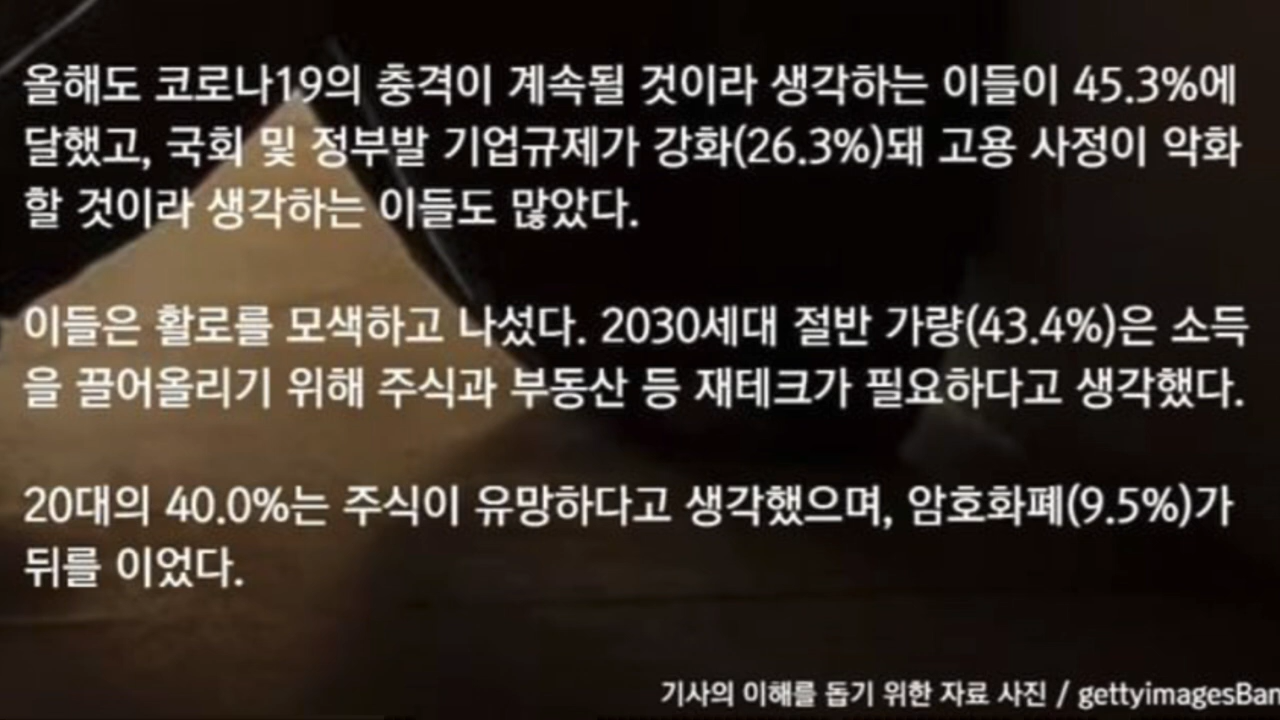 올해도 코로나19의 충격이 계속될 것이라 생각하는 이들이 45.3%에
달했고, 국회 및 정부발 기업규제가 강화(26.3%)돼 고용 사정이 악화
할 것이라 생각하는 이들도 많았다.
이들은 활로를 모색하고 나섰다. 2030세대 절반 가량(43.4%)은 소득
을 끌어올리기 위해 주식과 부동산 등 재테크가 필요하다고 생각했다.
20대의 40.0%는 주식이 유망하다고 생각했으며, 암호화폐(9.5%)가
뒤를 이었다.
기사의 이해를 돕기 위한 자료 사진 / gettyimagesBan